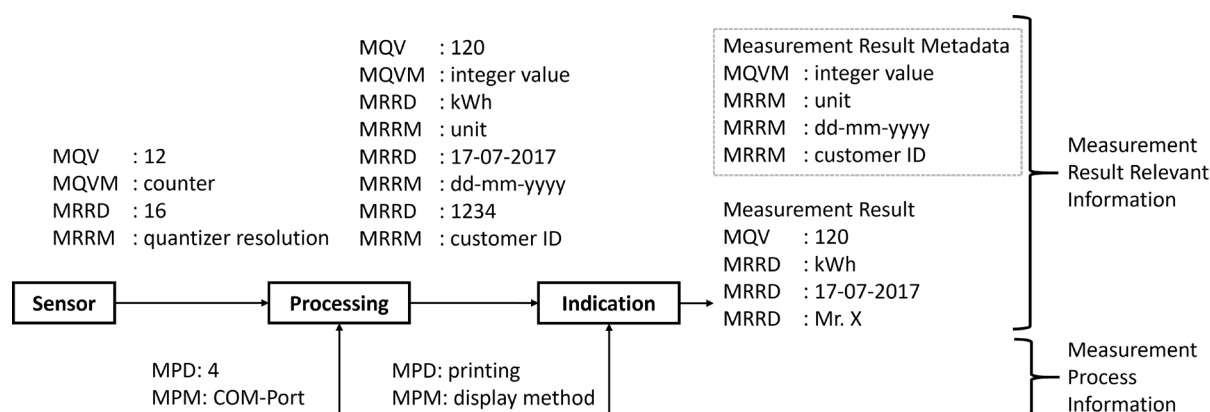 MQV : 12
MQVM : counter
MRRD : 16
MRRM : quantizer resolution
MQV : 120
MQVM : integer value
MRRD : kWh
MRRM : unit
MRRD : 17-07-2017
MRRM : dd-mm-yyyy
MRRD : 1234
MRRM : customer ID
Measurement Result Metadata
MQVM : integer value
MRRM : unit
MRRM : dd-mm-yyyy
MRRM : customer ID
Measurement Result
MQV : 120
MRRD : kWh
MRRD : 17-07-2017
MRRD : Mr. X
Measurement
Result Relevant
Information
Sensor
Processing
Indication
MPD: 4
MPM: COM-Port
MPD: printing
MPM: display method
Measurement
Process
Information